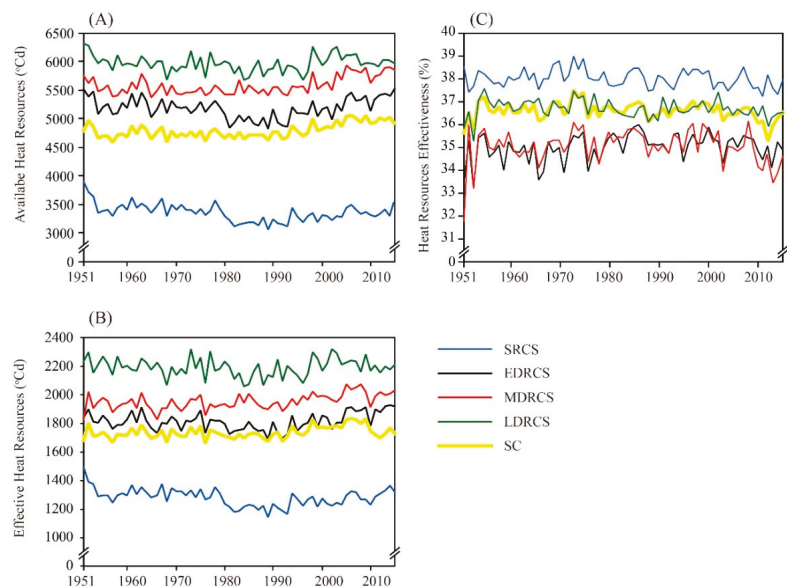 (A)
Availabe Heat Resources (°Cd)
6500
6000
5500
5000
4500
4000
3500
3000
0
1951 1960 1970 1980 1990 2000 2010
(C)
Heat Resources Effectiveness (%)
40
39
38
37
36
35
34
33
32
31
0
1951 1960 1970 1980 1990 2000 2010
(B)
Effective Heat Resources (°Cd)
2400
2200
2000
1800
1600
1400
1200
1000
0
1951 1960 1970 1980 1990 2000 2010
SRCS
EDRCS
MDRCS
LDRCS
SC